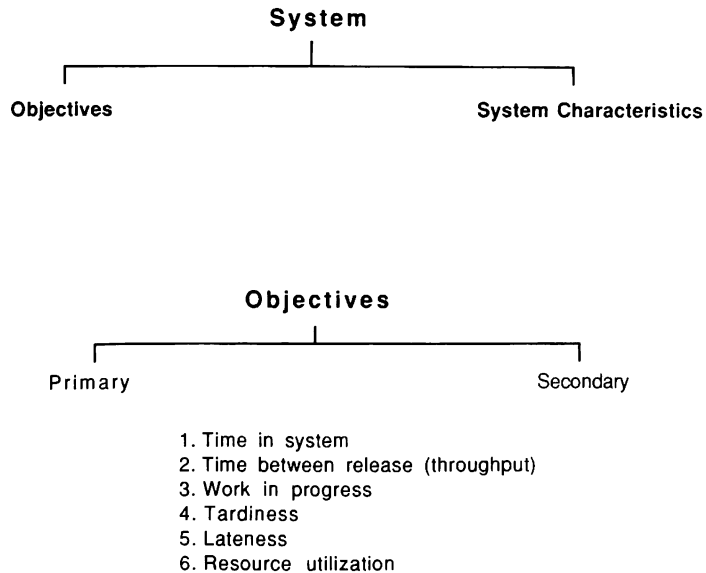 System
Objectives
System Characteristics
Objectives
Primary
Secondary
1. Time in system
2. Time between release (throughput)
3. Work in progress
4. Tardiness
5. Lateness
6. Resource utilization